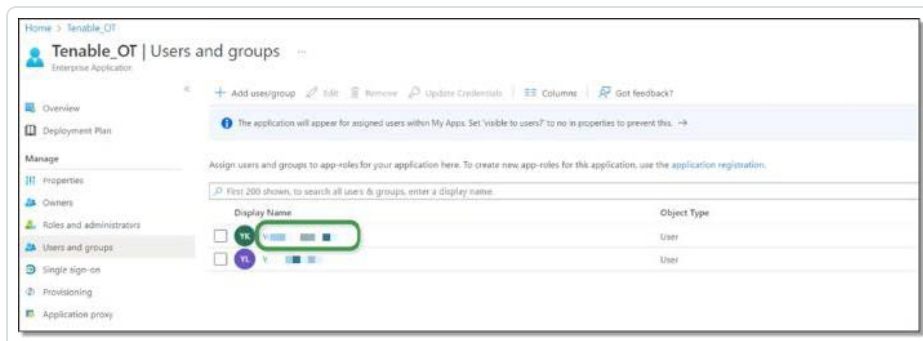 Home > Tenable_OT
Tenable_OT | Users and groups ...
Enterprise Application
«
+ Add user/group Edit Remove Update Credentials Columns Got feedback?
Overview
Deployment Plan
The application will appear for assigned users within My Apps. Set 'visible to users?' to no in properties to prevent this. →
Manage
Assign users and groups to app-roles for your application here. To create new app-roles for this application, use the application registration.
Properties
First 200 shown, to search all users & groups, enter a display name.
Owners
Display Name Object Type
Roles and administrators
YK User
Users and groups
YL User
Single sign-on
Provisioning
Application proxy